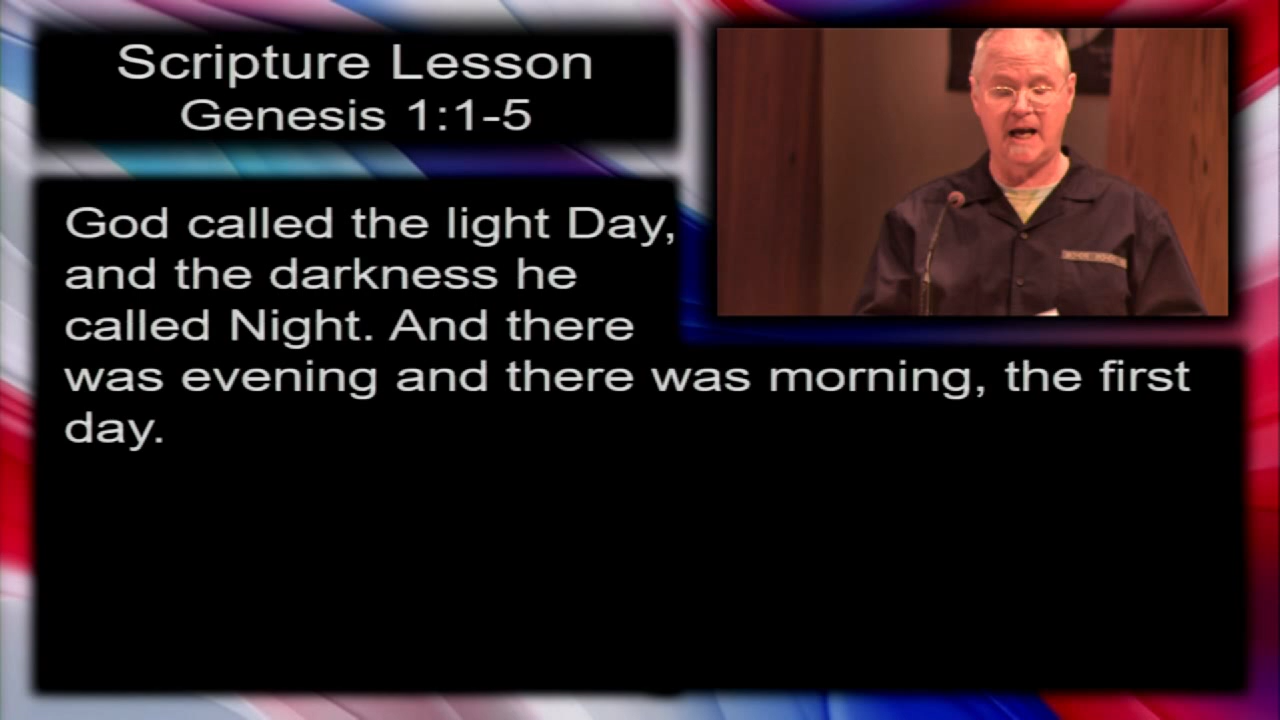 Scripture Lesson
Genesis 1:1-5
God called the light Day,
and the darkness he
called Night. And there
was evening and there was morning, the first
day.